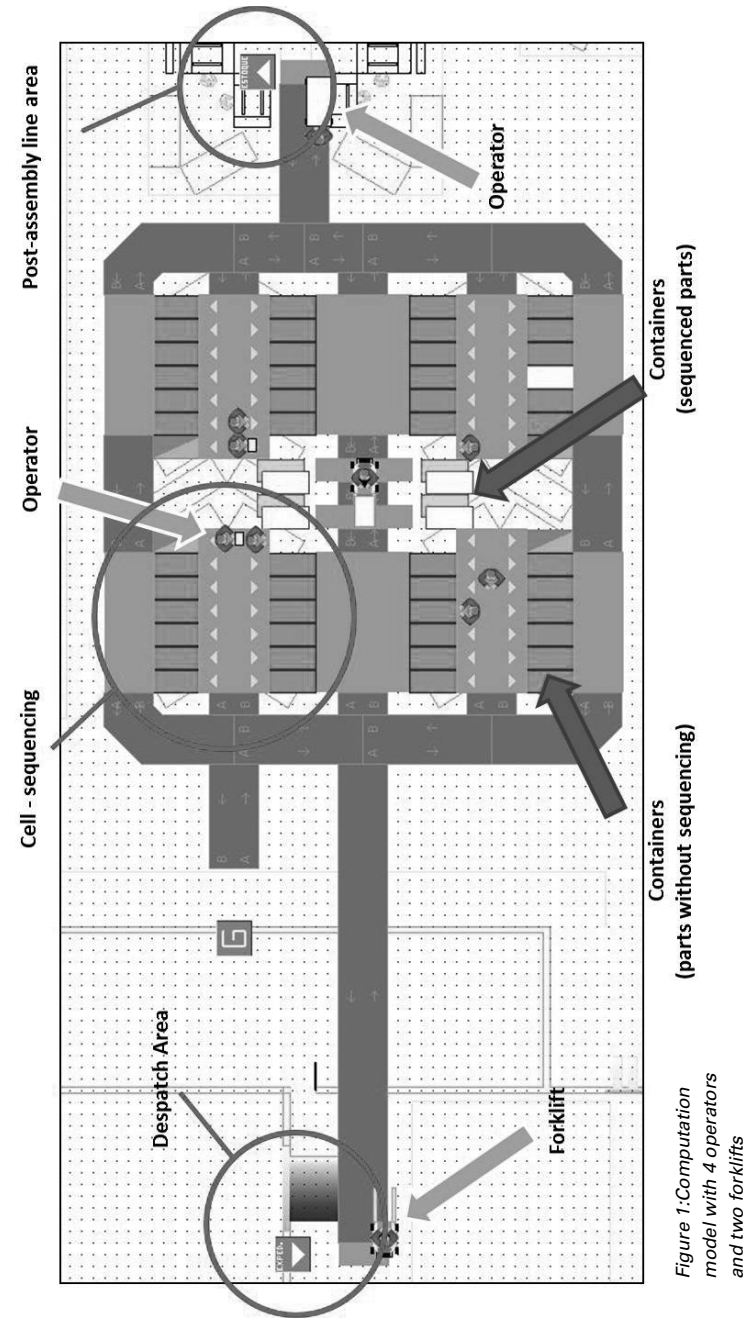 Post-assembly line area
Operator
Cell - sequencing
Despatch Area
ESTOQUE
EXPED.
G
Operator
Containers
(sequenced parts)
Containers
(parts without sequencing)
Forklift
Figure 1:Computation
model with 4 operators
and two forklifts